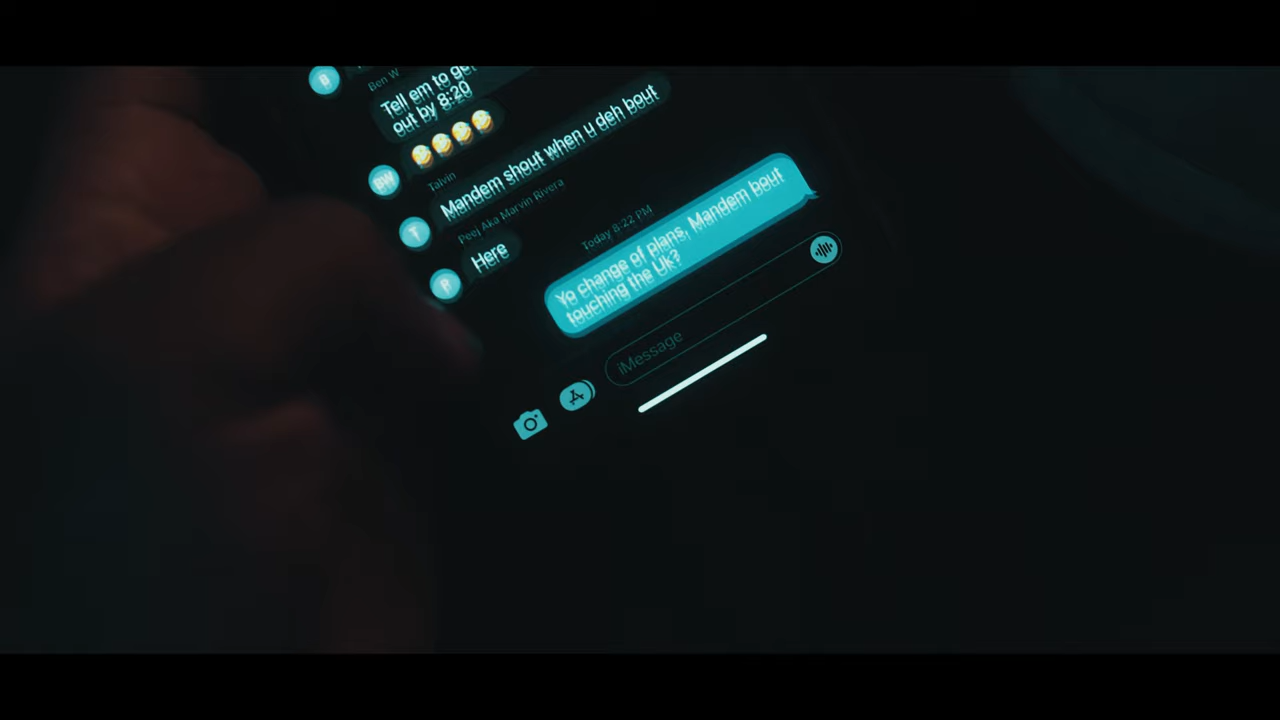 B
Ben W
Tell em to get
out by 8:20
BW
Talvin
Mandem shout when u deh bout
T
Peej Aka Marvin Rivera
Here
P
Today 8:22 PM
Yo change of plans, Mandem bout
touching the Uk?
iMessage